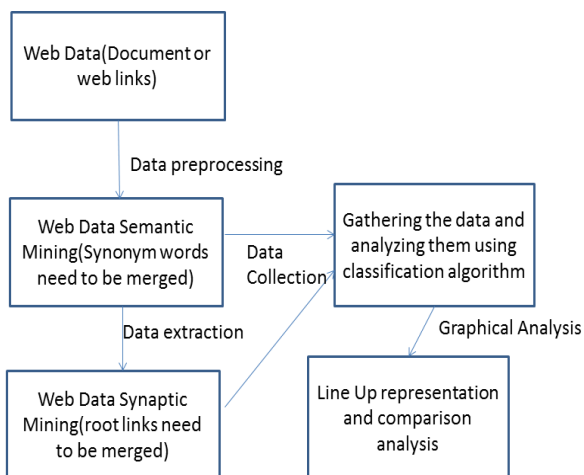 Web Data(Document or
web links)
Data preprocessing
Web Data Semantic
Mining(Synonym words
need to be merged)
Data
Collection
Gathering the data and
analyzing them using
classification algorithm
Data extraction
Graphical Analysis
Web Data Synaptic
Mining(root links need
to be merged)
Line Up representation
and comparison
analysis